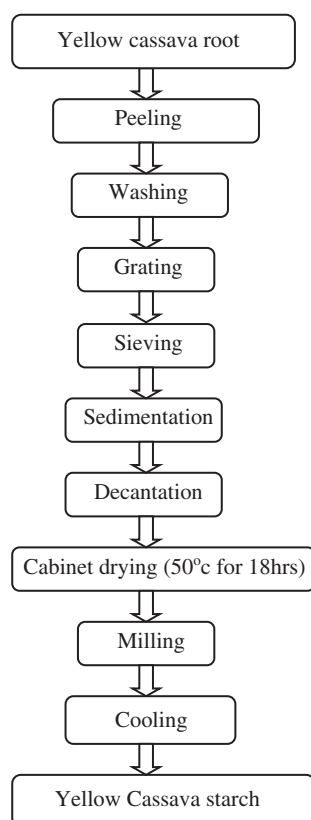 Yellow cassava root
Peeling
Washing
Grating
Sieving
Sedimentation
Decantation
Cabinet drying (50°c for 18hrs)
Milling
Cooling
Yellow Cassava starch